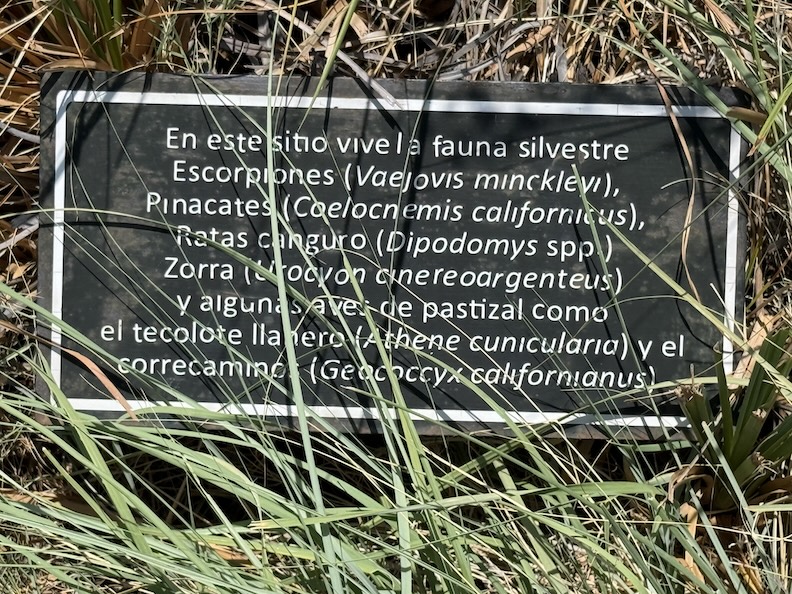 En este sitio vive la fauna silvestre
Escorpiones (Vaejovis minckleyi),
Pinacates (Coelocnemis californicus),
Ratas canguro (Dipodomys spp.)
Zorra (Urocyon cinereoargenteus)
y algunas aves de pastizal como
el tecolote llanero (Athene cunicularia) y el
correcaminos (Geococcyx californianus)